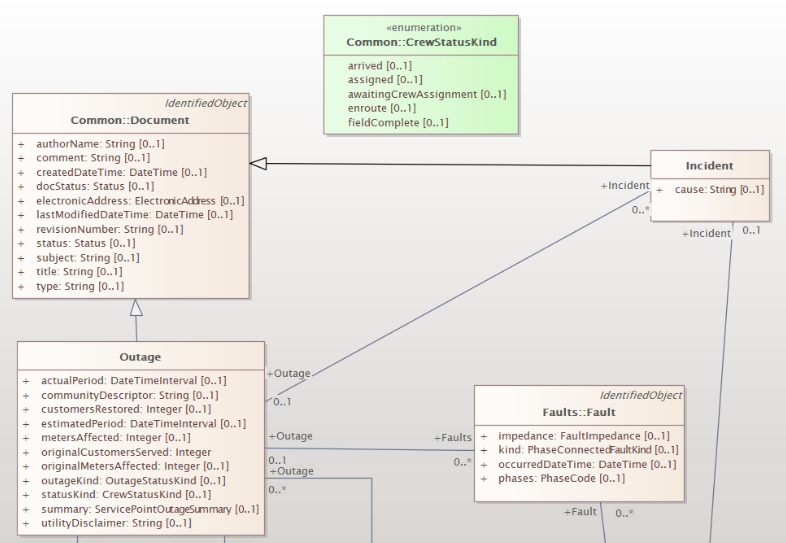 «enumeration»
Common::CrewStatusKind
arrived [0..1]
assigned [0..1]
awaitingCrewAssignment [0..1]
enroute [0..1]
fieldComplete [0..1]
IdentifiedObject
Common::Document
+ authorName: String [0..1]
+ comment: String [0..1]
+ createdDateTime: DateTime [0..1]
+ docStatus: Status [0..1]
+ electronicAddress: ElectronicAddress [0..1]
+ lastModifiedDateTime: DateTime [0..1]
+ revisionNumber: String [0..1]
+ status: Status [0..1]
+ subject: String [0..1]
+ title: String [0..1]
+ type: String [0..1]
Incident
+ cause: String [0..1]
+Incident
0..*
+Incident
0..1
Outage
+ actualPeriod: DateTimeInterval [0..1]
+ communityDescriptor: String [0..1]
+ customersRestored: Integer [0..1]
+ estimatedPeriod: DateTimeInterval [0..1]
+ metersAffected: Integer [0..1]
+ originalCustomersServed: Integer
+ originalMetersAffected: Integer [0..1]
+ outageKind: OutageStatusKind [0..1]
+ statusKind: CrewStatusKind [0..1]
+ summary: ServicePointOutageSummary [0..1]
+ utilityDisclaimer: String [0..1]
+Outage
0..1
+Outage
0..1
+Outage
0..*
+Faults
0..*
IdentifiedObject
Faults::Fault
+ impedance: FaultImpedance [0..1]
+ kind: PhaseConnectedFaultKind [0..1]
+ occurredDateTime: DateTime [0..1]
+ phases: PhaseCode [0..1]
+Fault
0..*